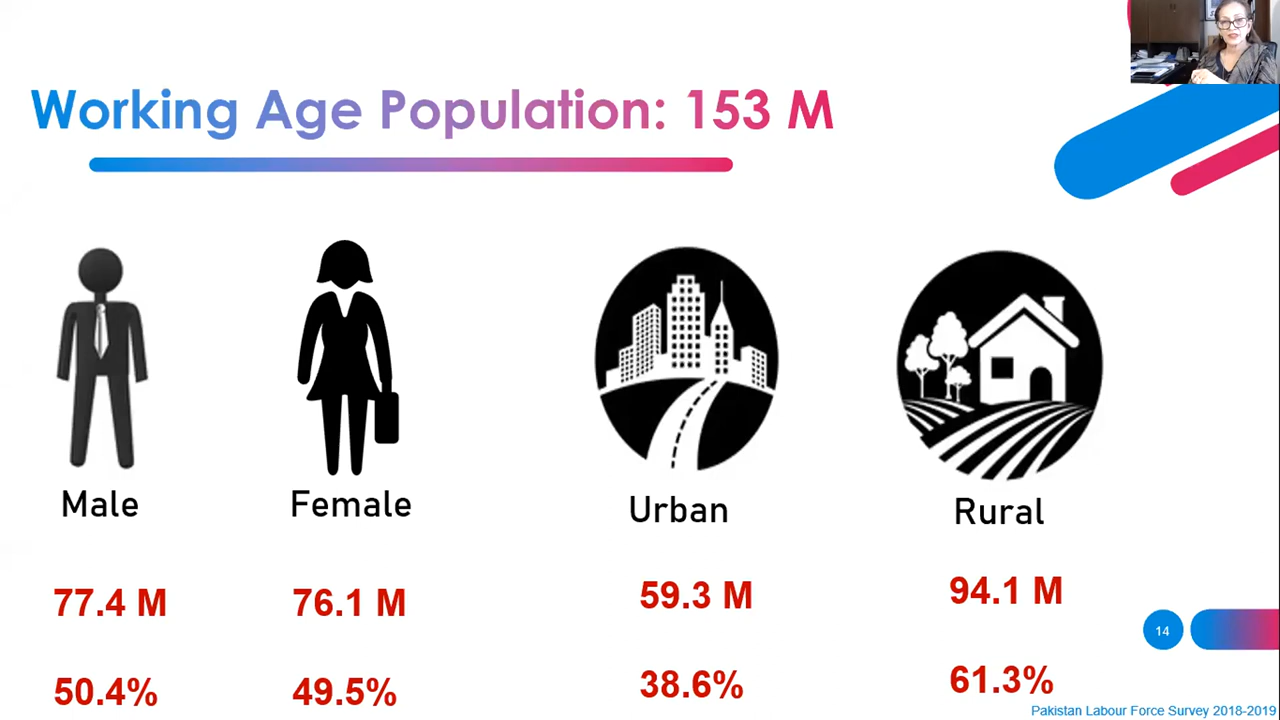 Working Age Population: 153 M
Male
Female
Urban
Rural
77.4 M
76.1 M
59.3 M
94.1 M
50.4%
49.5%
38.6%
61.3%
14
Pakistan Labour Force Survey 2018-2019